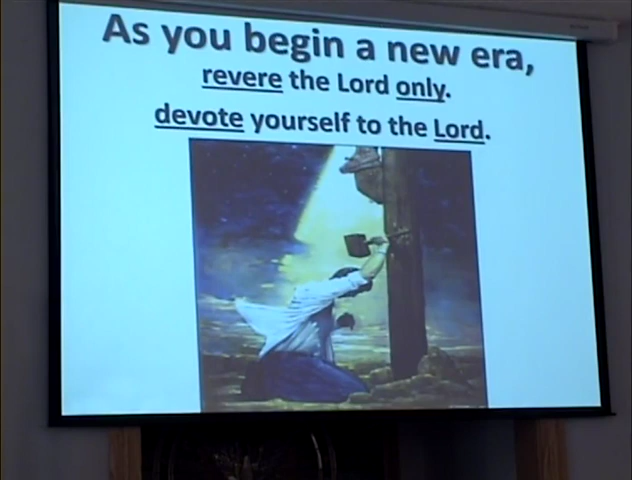 As you begin a new era,
revere the Lord only.
devote yourself to the Lord.